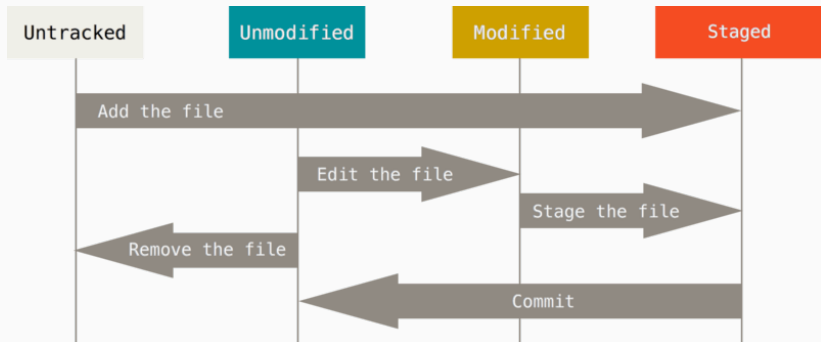 Untracked
Unmodified
Modified
Staged
Add the file
Edit the file
Stage the file
Remove the file
Commit